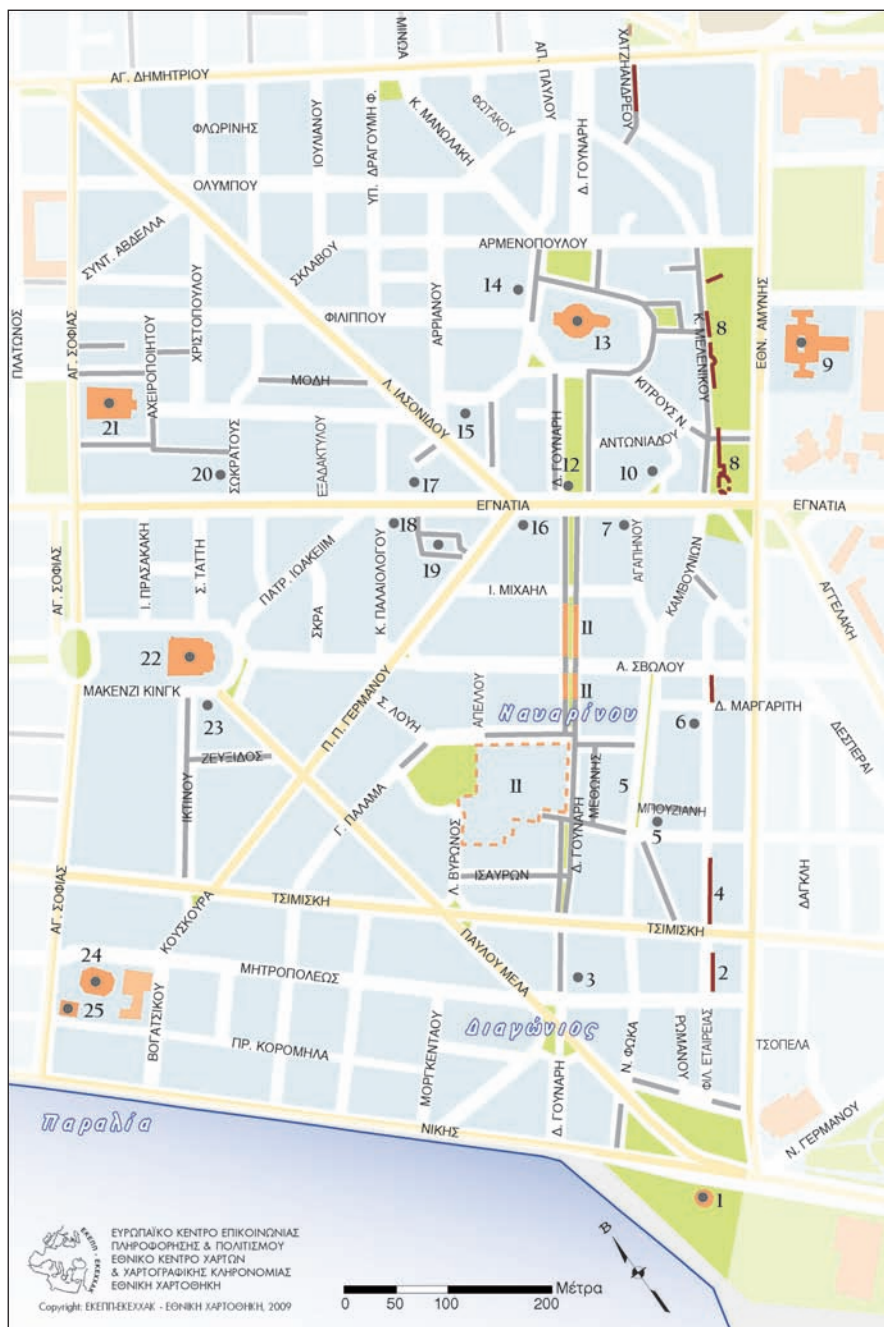 ΜΙΝΩΑ
ΑΠ. ΠΑΥΛΟΥ
ΧΑΤΖΗΑΝΔΡΕΟΥ
ΑΓ. ΔΗΜΗΤΡΙΟΥ
ΦΛΩΡΙΝΗΣ
ΙΟΥΛΙΑΝΟΥ
ΥΠ. ΔΡΑΓΟΥΜΗ Φ.
Κ. ΜΑΝΩΛΑΚΗ
ΦΩΤΑΚΟΥ
Δ. ΓΟΥΝΑΡΗ
ΟΛΥΜΠΟΥ
ΣΥΝΤ. ΑΒΔΕΛΛΑ
ΣΚΛΑΒΟΥ
ΑΡΜΕΝΟΠΟΥΛΟΥ
ΠΛΑΤΩΝΟΣ
ΑΓ. ΣΟΦΙΑΣ
ΧΡΙΣΤΟΠΟΥΛΟΥ
ΦΙΛΙΠΠΟΥ
ΑΡΡΙΑΝΟΥ
14
13
8
Κ. ΜΕΛΕΝΙΚΟΥ
ΕΘΝ. ΑΜΥΝΗΣ
9
ΑΧΕΙΡΟΠΟΙΗΤΟΥ
ΜΟΔΗ
Λ. ΙΑΣΟΝΙΔΟΥ
ΚΙΤΡΟΥΣ Ν.
21
15
ΑΝΤΩΝΙΑΔΟΥ
20
ΣΩΚΡΑΤΟΥΣ
ΕΞΑΔΑΚΤΥΛΟΥ
17
Δ. ΓΟΥΝΑΡΗ
12
10
8
ΕΓΝΑΤΙΑ
ΕΓΝΑΤΙΑ
ΑΓ. ΣΟΦΙΑΣ
Ι. ΠΡΑΣΑΚΑΚΗ
Σ. ΤΑΤΤΗ
ΠΑΤΡ. ΙΩΑΚΕΙΜ
18
19
16
7
ΑΓΑΠΗΝΟΥ
ΚΑΜΒΟΥΝΙΩΝ
ΑΓΓΕΛΑΚΗ
ΣΚΡΑ
Κ. ΠΑΛΑΙΟΛΟΓΟΥ
Ι. ΜΙΧΑΗΛ
11
22
Α. ΣΒΩΛΟΥ
ΜΑΚΕΝΖΙ ΚΙΝΓΚ
11
Π. Π. ΓΕΡΜΑΝΟΥ
Σ. ΛΟΥΗ
ΑΠΕΛΛΟΥ
Ναυαρίνου
Δ. ΜΑΡΓΑΡΙΤΗ
23
6
ΔΕΣΠΕΡΑΙ
ΖΕΥΞΙΔΟΣ
ΙΚΤΙΝΟΥ
Γ. ΠΑΛΑΜΑ
11
Δ. ΓΟΥΝΑΡΗ
ΜΕΘΩΝΗΣ
5
ΜΠΟΥΖΙΑΝΗ
5
Λ. ΒΥΡΩΝΟΣ
ΙΣΑΥΡΩΝ
ΑΓ. ΣΟΦΙΑΣ
ΚΟΥΣΚΟΥΡΑ
ΤΣΙΜΙΣΚΗ
4
ΔΑΓΚΛΗ
ΤΣΙΜΙΣΚΗ
24
ΜΗΤΡΟΠΟΛΕΩΣ
ΠΑΥΛΟΥ ΜΕΛΑ
3
2
25
ΒΟΓΑΤΣΙΚΟΥ
ΠΡ. ΚΟΡΟΜΗΛΑ
ΜΟΡΓΚΕΝΤΑΟΥ
Διαγώνιος
Δ. ΓΟΥΝΑΡΗ
Ν. ΦΩΚΑ
ΡΩΜΑΝΟΥ
ΦΙΛ. ΕΤΑΙΡΕΙΑΣ
ΤΣΟΠΕΛΑ
Παραλία
ΝΙΚΗΣ
Ν. ΓΕΡΜΑΝΟΥ
1
Β
ΕΚΕΠΠ - ΕΚΕΧΧΑΚ
ΕΥΡΩΠΑΪΚΟ ΚΕΝΤΡΟ ΕΠΙΚΟΙΝΩΝΙΑΣ
ΠΛΗΡΟΦΟΡΗΣΗΣ & ΠΟΛΙΤΙΣΜΟΥ
ΕΘΝΙΚΟ ΚΕΝΤΡΟ ΧΑΡΤΩΝ
& ΧΑΡΤΟΓΡΑΦΙΚΗΣ ΚΛΗΡΟΝΟΜΙΑΣ
ΕΘΝΙΚΗ ΧΑΡΤΟΘΗΚΗ
Copyright: ΕΚΕΠΠ-ΕΚΕΧΧΑΚ - ΕΘΝΙΚΗ ΧΑΡΤΟΘΗΚΗ, 2009
Μέτρα
0 50 100 200